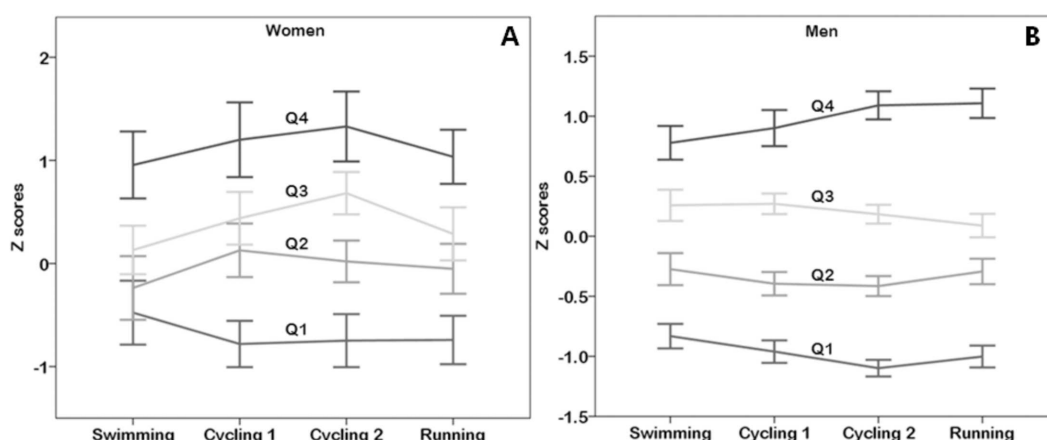 Women
A
2
1
0
-1
Z scores
Q4
Q3
Q2
Q1
Swimming Cycling 1 Cycling 2 Running
Men
B
1.5
1.0
0.5
0.0
-0.5
-1.0
-1.5
Z scores
Q4
Q3
Q2
Q1
Swimming Cycling 1 Cycling 2 Running